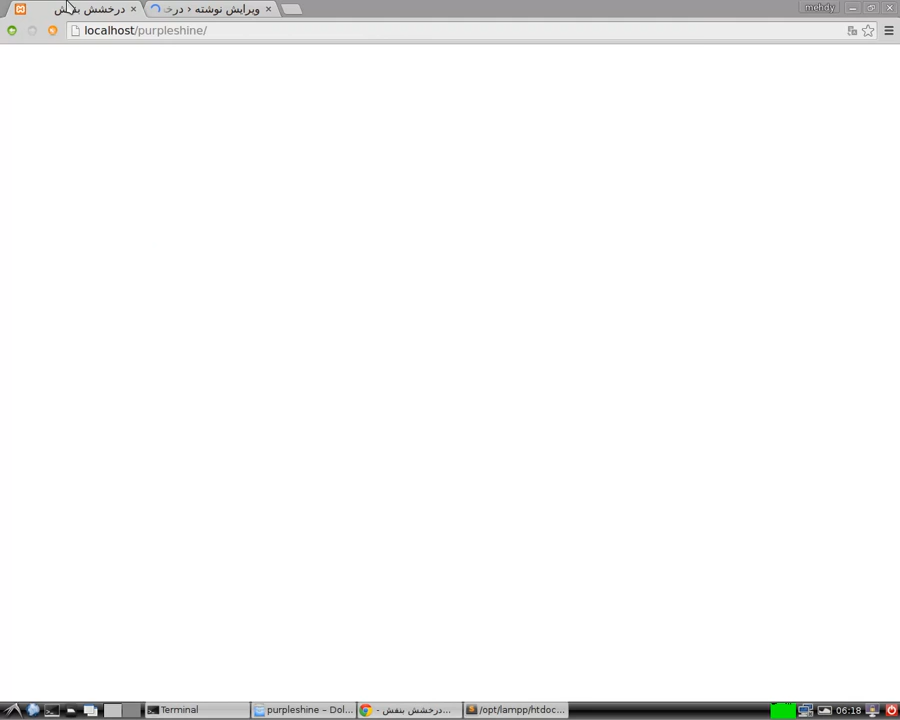 درخشش بنفش
ویرایش نوشته ‹ درخ
mehdy
localhost/purpleshine/
Terminal
purpleshine – Dol...
درخشش بنفش - ...
/opt/lampp/htdoc...
06:18